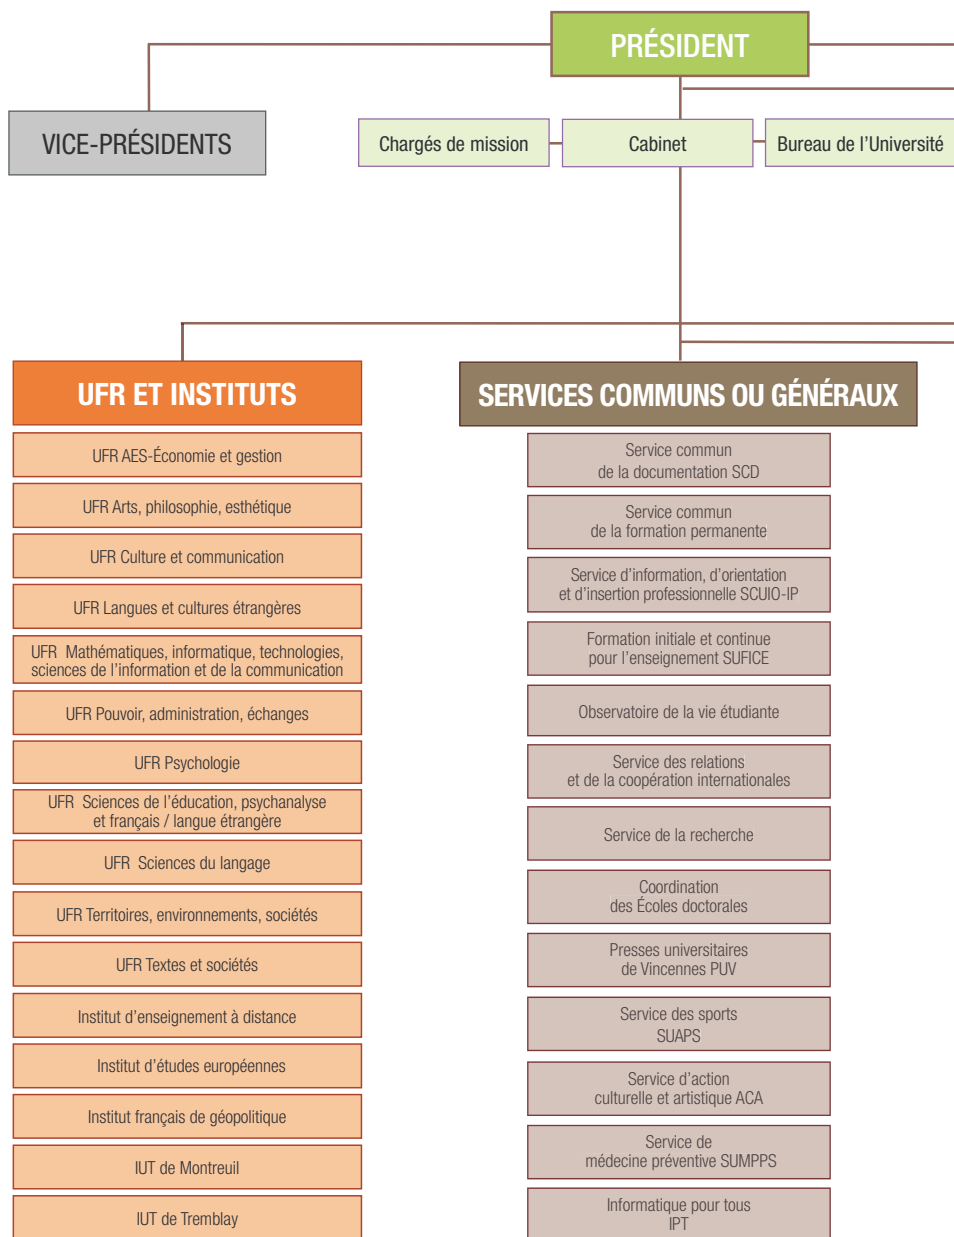 PRÉSIDENT
VICE-PRÉSIDENTS
Chargés de mission
Cabinet
Bureau de l'Université
UFR ET INSTITUTS
UFR AES-Économie et gestion
UFR Arts, philosophie, esthétique
UFR Culture et communication
UFR Langues et cultures étrangères
UFR Mathématiques, informatique, technologies,
sciences de l'information et de la communication
UFR Pouvoir, administration, échanges
UFR Psychologie
UFR Sciences de l'éducation, psychanalyse
et français / langue étrangère
UFR Sciences du langage
UFR Territoires, environnements, sociétés
UFR Textes et sociétés
Institut d'enseignement à distance
Institut d'études européennes
Institut français de géopolitique
IUT de Montreuil
IUT de Tremblay
SERVICES COMMUNS OU GÉNÉRAUX
Service commun
de la documentation SCD
Service commun
de la formation permanente
Service d'information, d'orientation
et d'insertion professionnelle SCUIO-IP
Formation initiale et continue
pour l'enseignement SUFICE
Observatoire de la vie étudiante
Service des relations
et de la coopération internationales
Service de la recherche
Coordination
des Écoles doctorales
Presses universitaires
de Vincennes PUV
Service des sports
SUAPS
Service d'action
culturelle et artistique ACA
Service de
médecine préventive SUMPPS
Informatique pour tous
IPT